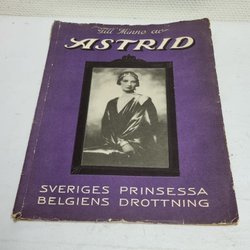 Till Minne av
ASTRID
SVERIGES PRINSESSA
BELGIENS DROTTNING